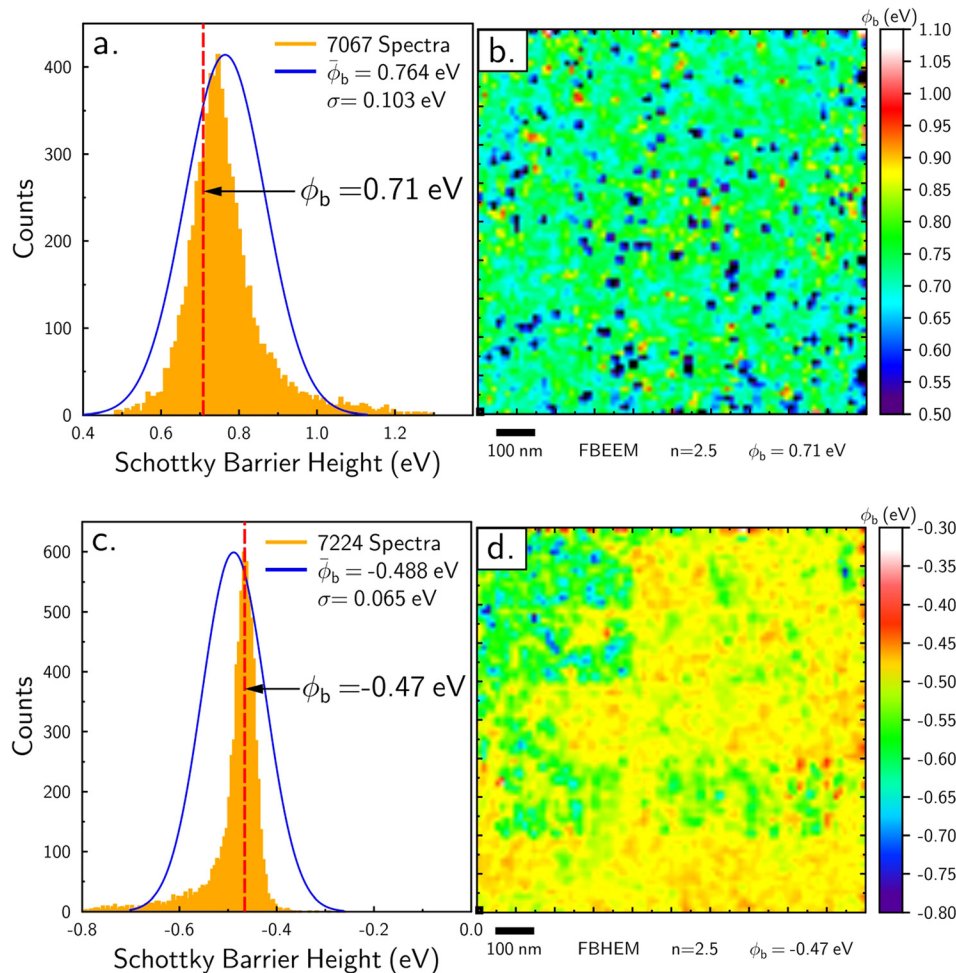 a.
7067 Spectra
ϕ̄b = 0.764 eV
σ= 0.103 eV
ϕb =0.71 eV
Counts
400
300
200
100
0
0.4 0.6 0.8 1.0 1.2
Schottky Barrier Height (eV)
b.
ϕb (eV)
1.10
1.05
1.00
0.95
0.90
0.85
0.80
0.75
0.70
0.65
0.60
0.55
0.50
100 nm FBEEM n=2.5 ϕb = 0.71 eV
c.
7224 Spectra
ϕ̄b = -0.488 eV
σ= 0.065 eV
ϕb =-0.47 eV
Counts
600
500
400
300
200
100
0
-0.8 -0.6 -0.4 -0.2 0.0
Schottky Barrier Height (eV)
d.
ϕb (eV)
-0.30
-0.35
-0.40
-0.45
-0.50
-0.55
-0.60
-0.65
-0.70
-0.75
-0.80
100 nm FBHEM n=2.5 ϕb = -0.47 eV